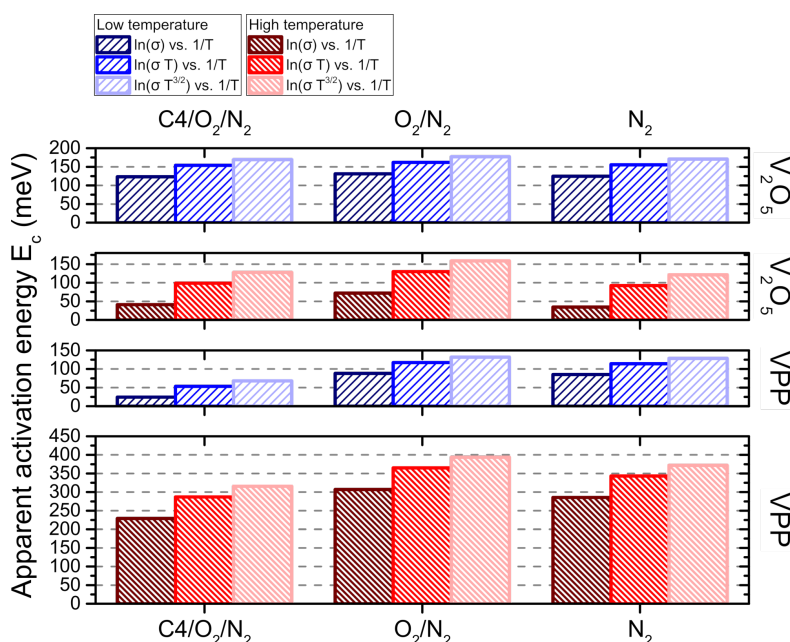 Low temperature
ln(σ) vs. 1/T
ln(σ T) vs. 1/T
ln(σ T³/²) vs. 1/T
High temperature
ln(σ) vs. 1/T
ln(σ T) vs. 1/T
ln(σ T³/²) vs. 1/T
C4/O₂/N₂ O₂/N₂ N₂
Apparent activation energy E_c (meV)
200
150
100
50
0
V₂O₅
150
100
50
0
V₂O₅
150
100
50
0
VPP
450
400
350
300
250
200
150
100
50
0
VPP
C4/O₂/N₂ O₂/N₂ N₂